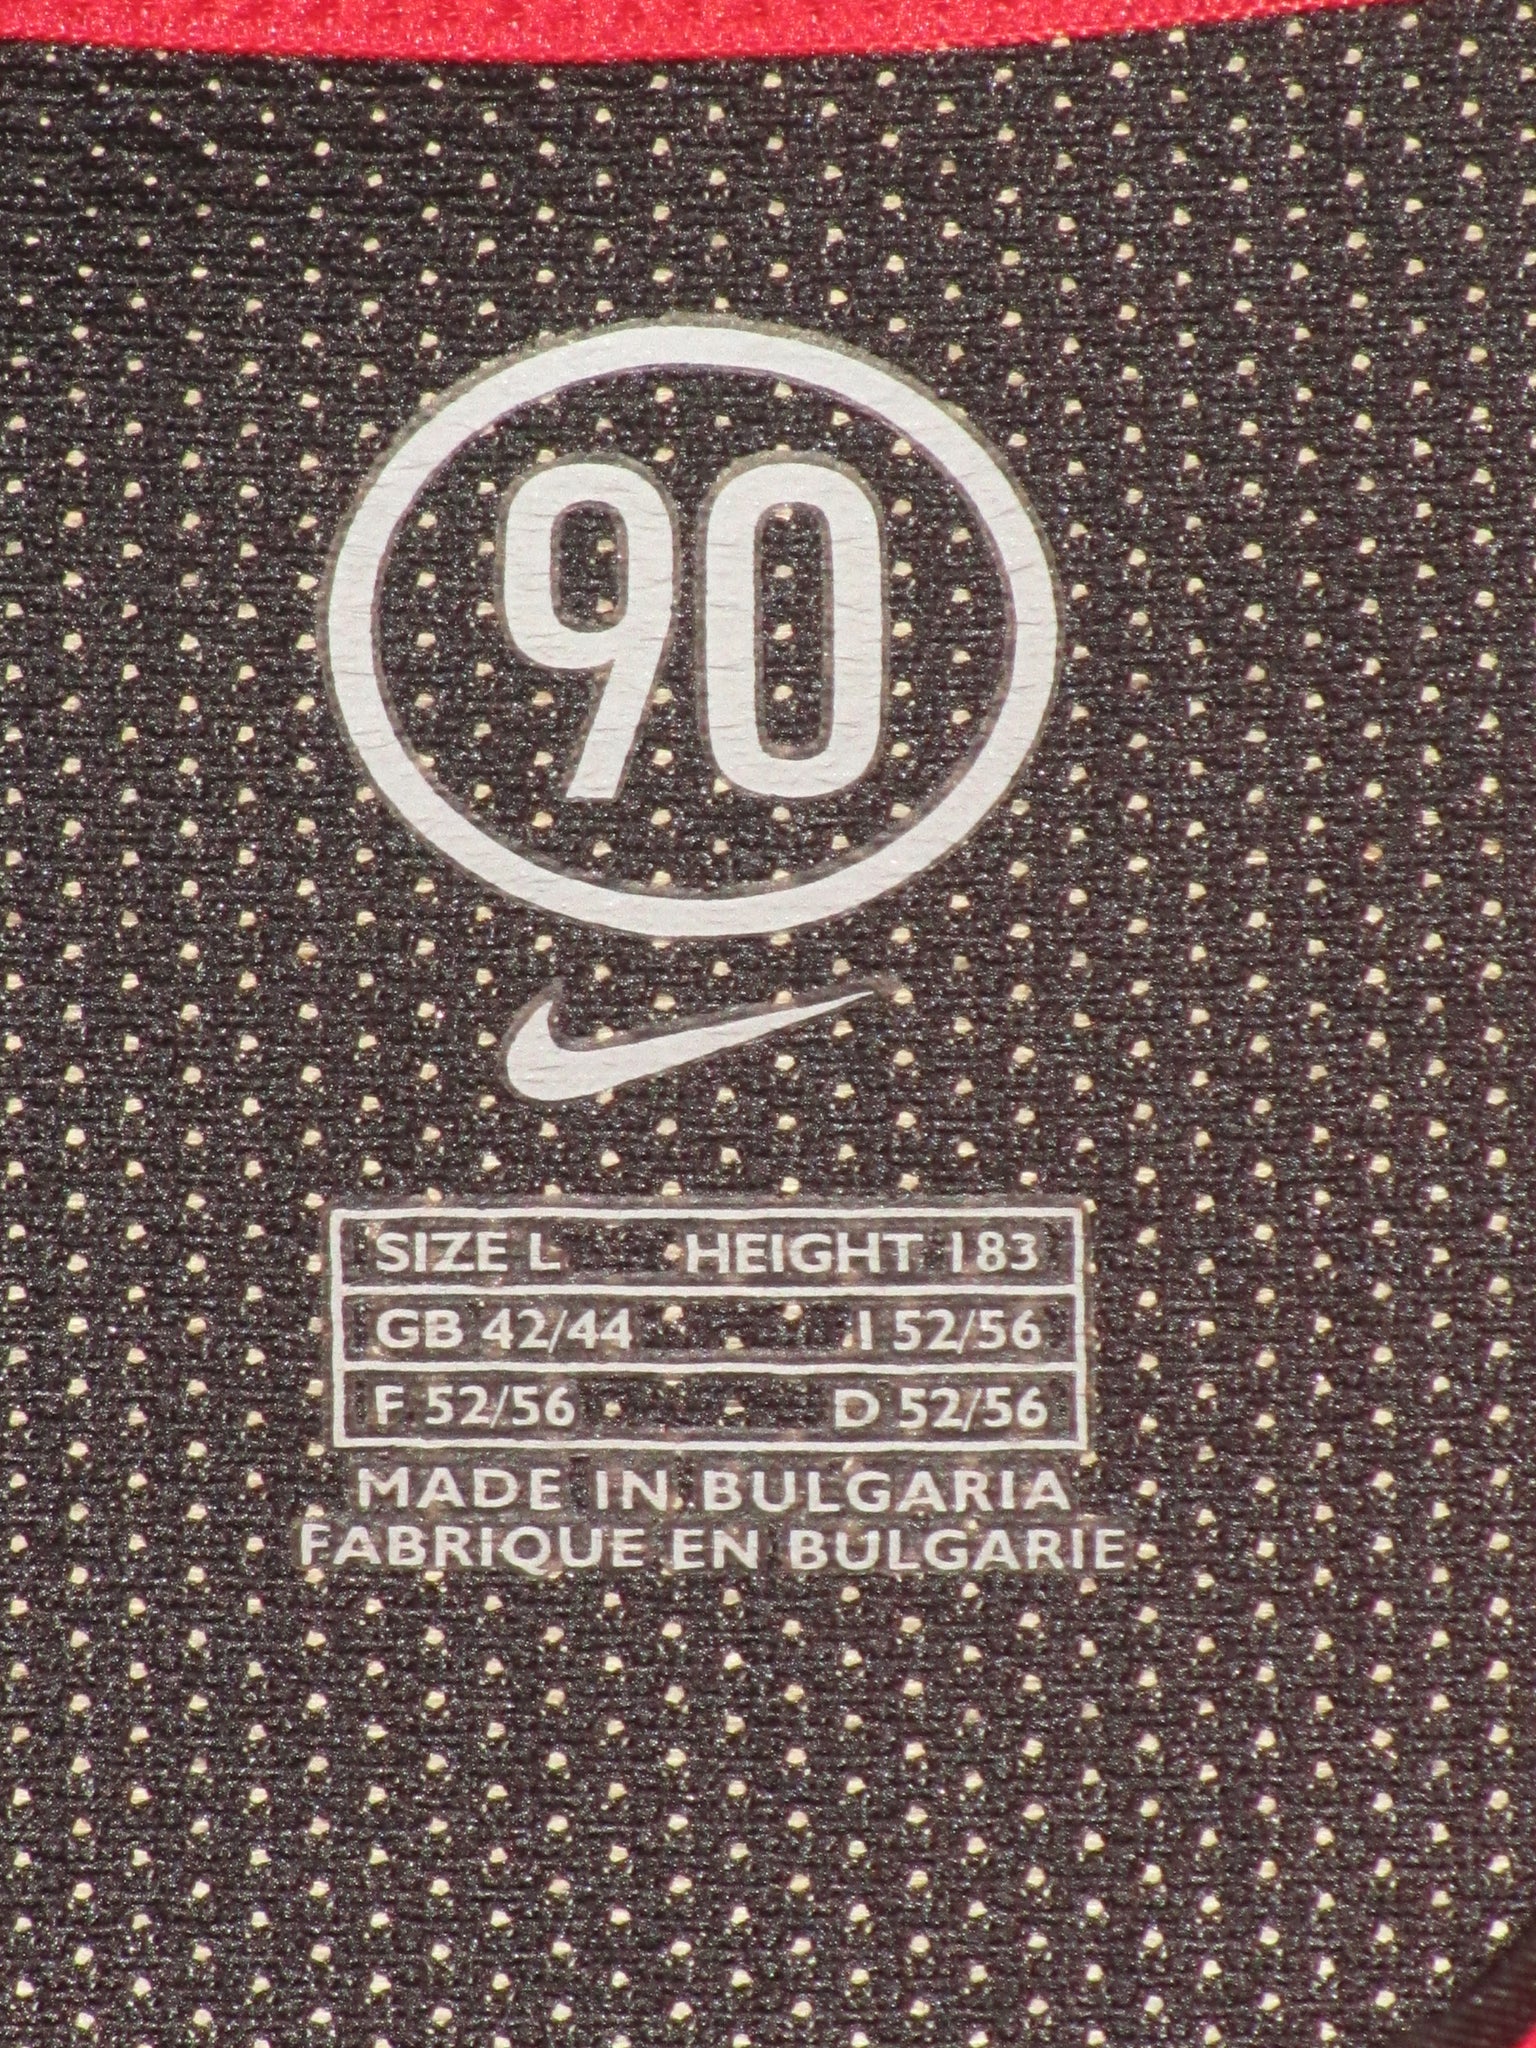 90
SIZE L HEIGHT 183
GB 42/44 I 52/56
F 52/56 D 52/56
MADE IN BULGARIA
FABRIQUE EN BULGARIE